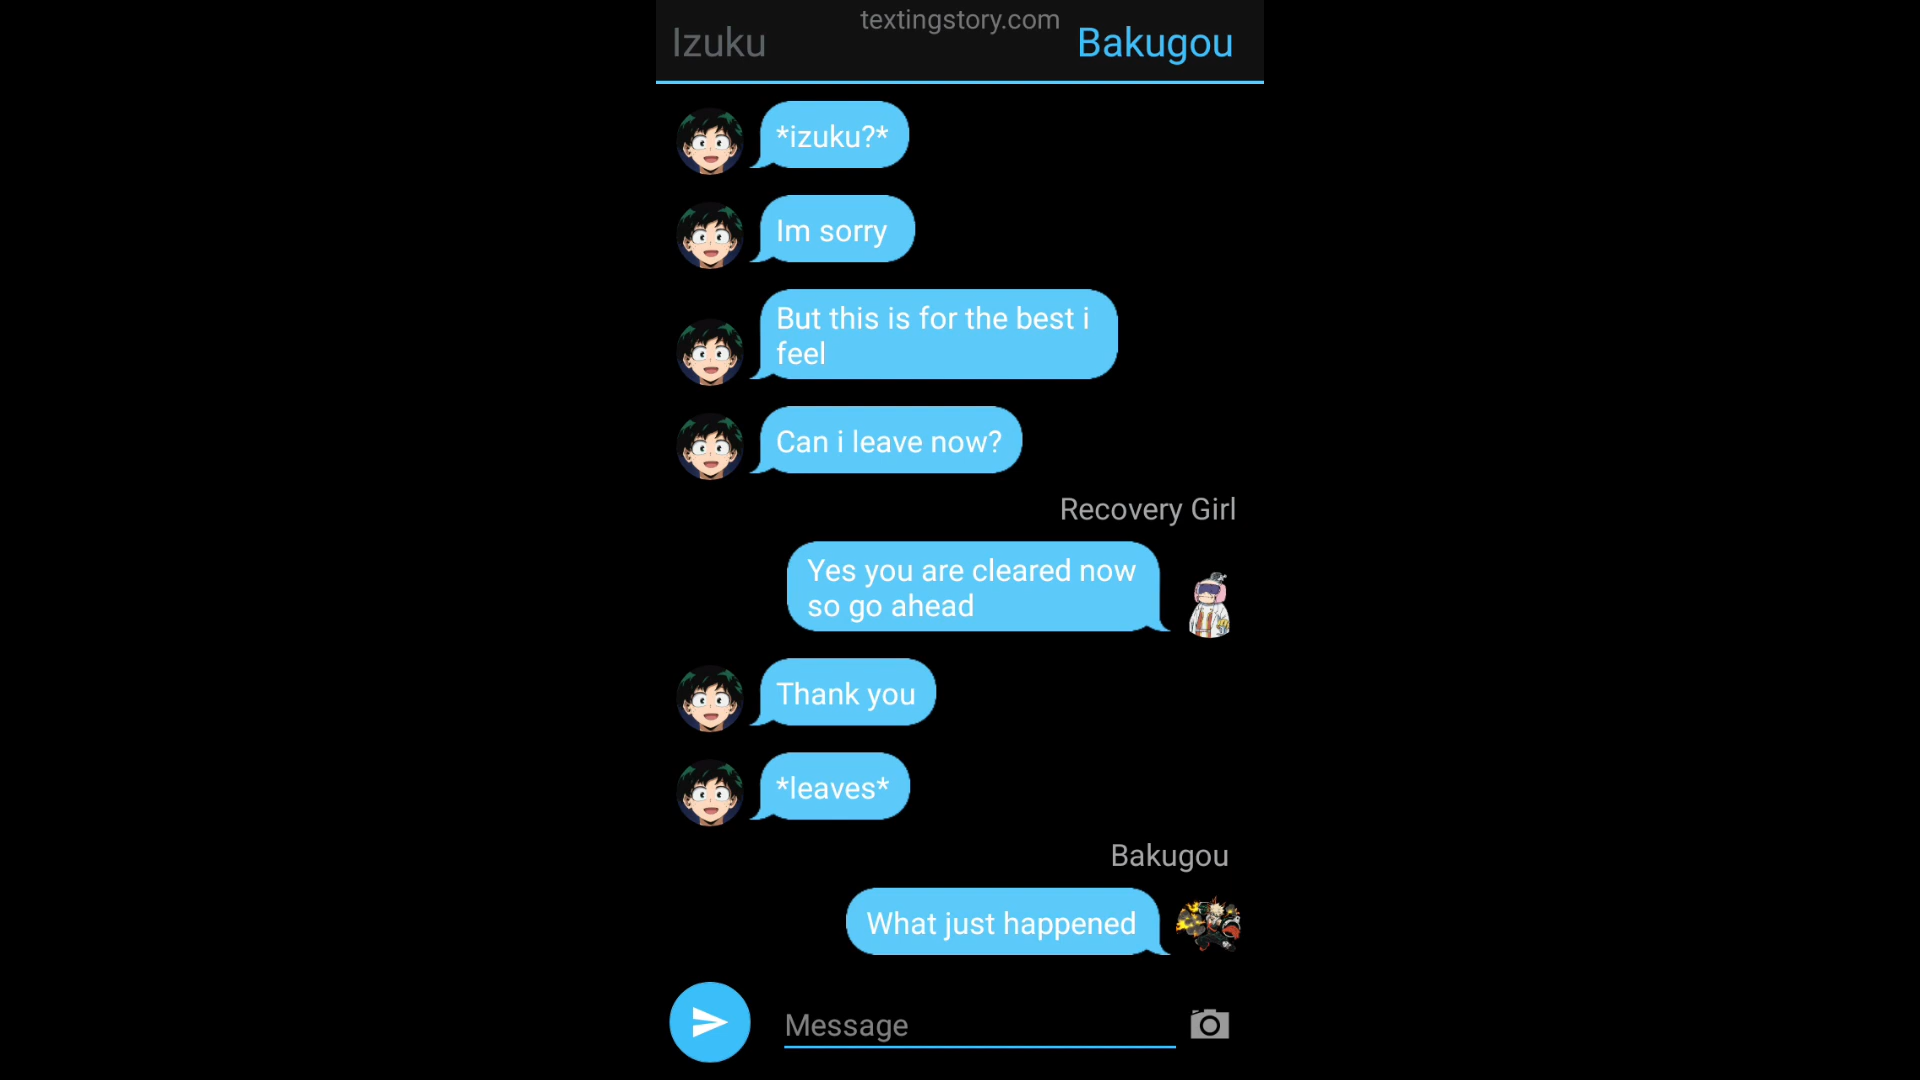 textingstory.com
Izuku
Bakugou
*izuku?*
Im sorry
But this is for the best i
feel
Can i leave now?
Recovery Girl
Yes you are cleared now
so go ahead
Thank you
*leaves*
Bakugou
What just happened
Message